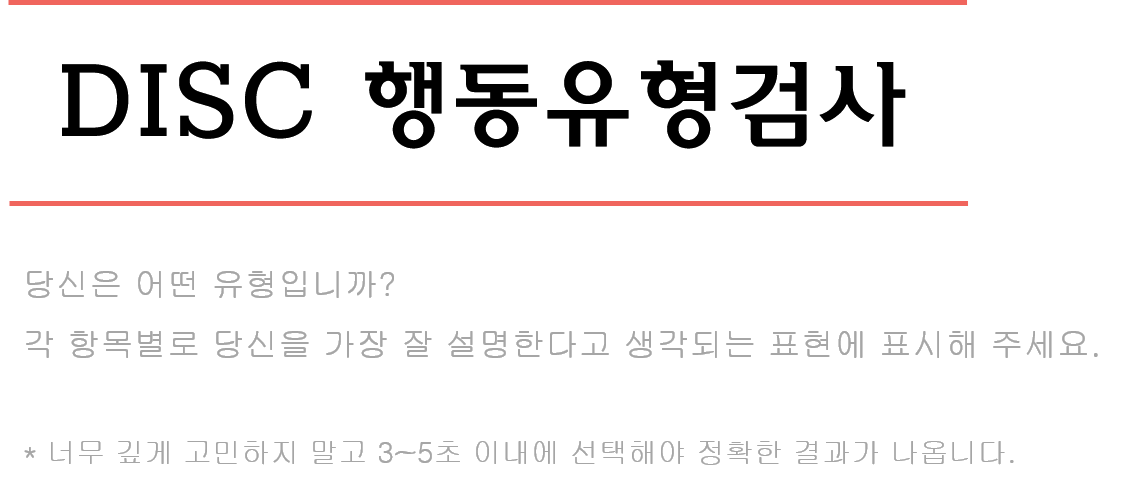 DISC 행동유형검사
당신은 어떤 유형입니까?
각 항목별로 당신을 가장 잘 설명한다고 생각되는 표현에 표시해 주세요.
* 너무 깊게 고민하지 말고 3~5초 이내에 선택해야 정확한 결과가 나옵니다.